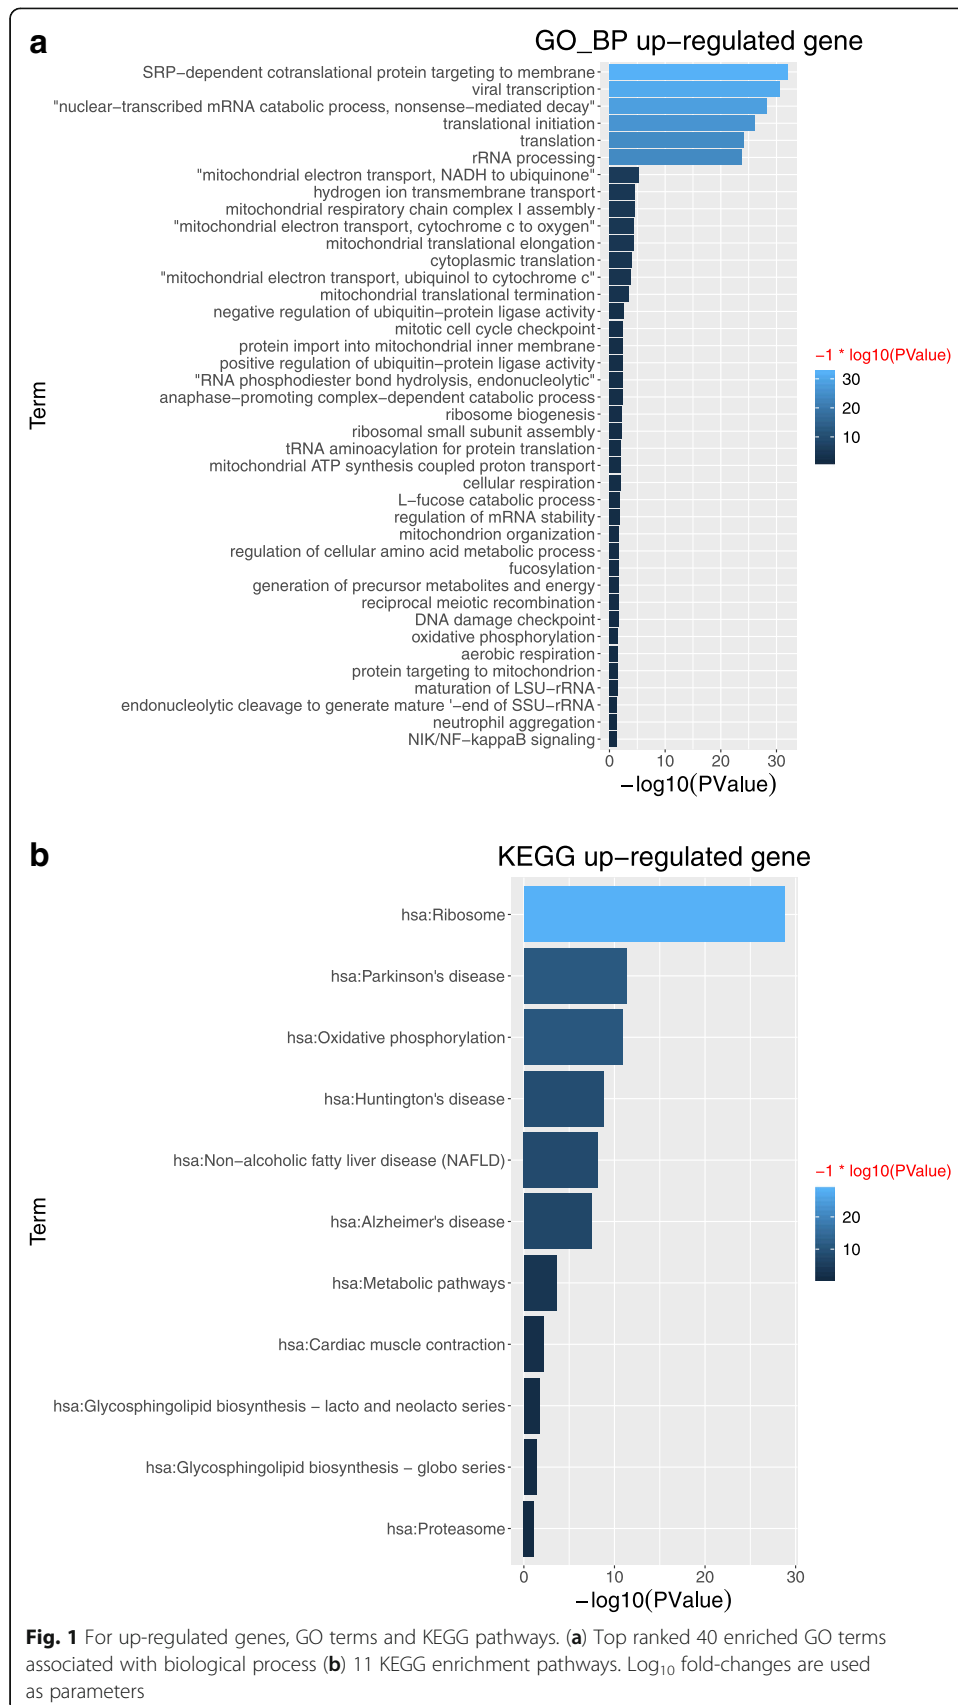 a
GO_BP up−regulated gene
SRP−dependent cotranslational protein targeting to membrane
viral transcription
"nuclear−transcribed mRNA catabolic process, nonsense−mediated decay"
translational initiation
translation
rRNA processing
"mitochondrial electron transport, NADH to ubiquinone"
hydrogen ion transmembrane transport
mitochondrial respiratory chain complex I assembly
"mitochondrial electron transport, cytochrome c to oxygen"
mitochondrial translational elongation
cytoplasmic translation
"mitochondrial electron transport, ubiquinol to cytochrome c"
mitochondrial translational termination
negative regulation of ubiquitin−protein ligase activity
mitotic cell cycle checkpoint
protein import into mitochondrial inner membrane
positive regulation of ubiquitin−protein ligase activity
"RNA phosphodiester bond hydrolysis, endonucleolytic"
anaphase−promoting complex−dependent catabolic process
ribosome biogenesis
ribosomal small subunit assembly
tRNA aminoacylation for protein translation
mitochondrial ATP synthesis coupled proton transport
cellular respiration
L−fucose catabolic process
regulation of mRNA stability
mitochondrion organization
regulation of cellular amino acid metabolic process
fucosylation
generation of precursor metabolites and energy
reciprocal meiotic recombination
DNA damage checkpoint
oxidative phosphorylation
aerobic respiration
protein targeting to mitochondrion
maturation of LSU−rRNA
endonucleolytic cleavage to generate mature '−end of SSU−rRNA
neutrophil aggregation
NIK/NF−kappaB signaling
Term
0 10 20 30
−log10(PValue)
−1 * log10(PValue)
30
20
10
b
KEGG up−regulated gene
hsa:Ribosome
hsa:Parkinson's disease
hsa:Oxidative phosphorylation
hsa:Huntington's disease
hsa:Non−alcoholic fatty liver disease (NAFLD)
hsa:Alzheimer's disease
hsa:Metabolic pathways
hsa:Cardiac muscle contraction
hsa:Glycosphingolipid biosynthesis − lacto and neolacto series
hsa:Glycosphingolipid biosynthesis − globo series
hsa:Proteasome
Term
0 10 20 30
−log10(PValue)
−1 * log10(PValue)
20
10
Fig. 1 For up-regulated genes, GO terms and KEGG pathways. (a) Top ranked 40 enriched GO terms
associated with biological process (b) 11 KEGG enrichment pathways. Log10 fold-changes are used
as parameters